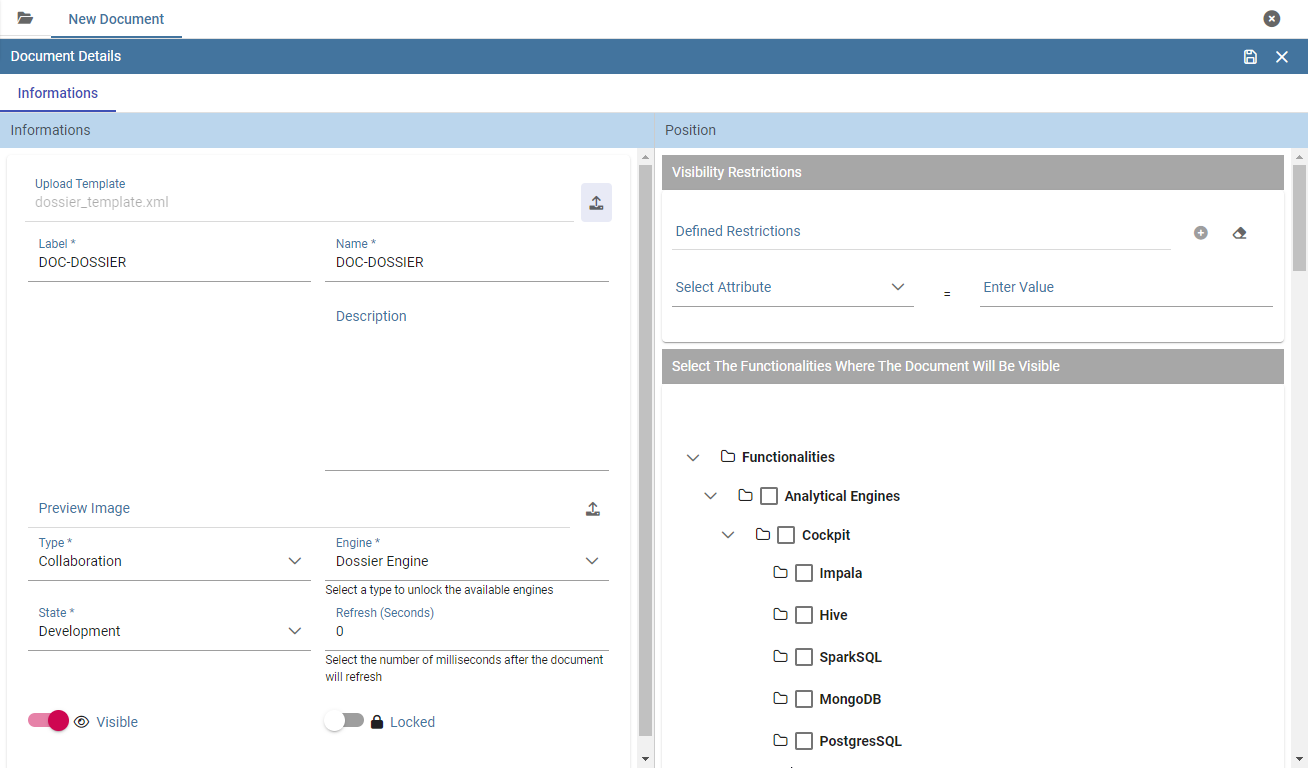 New Document
Document Details
Informations
Informations
Position
Upload Template
dossier_template.xml
Label *
DOC-DOSSIER
Name *
DOC-DOSSIER
Description
Preview Image
Type *
Collaboration
Engine *
Dossier Engine
Select a type to unlock the available engines
State *
Development
Refresh (Seconds)
0
Select the number of milliseconds after the document
will refresh
Visible
Locked
Visibility Restrictions
Defined Restrictions
Select Attribute
=
Enter Value
Select The Functionalities Where The Document Will Be Visible
Functionalities
Analytical Engines
Cockpit
Impala
Hive
SparkSQL
MongoDB
PostgresSQL